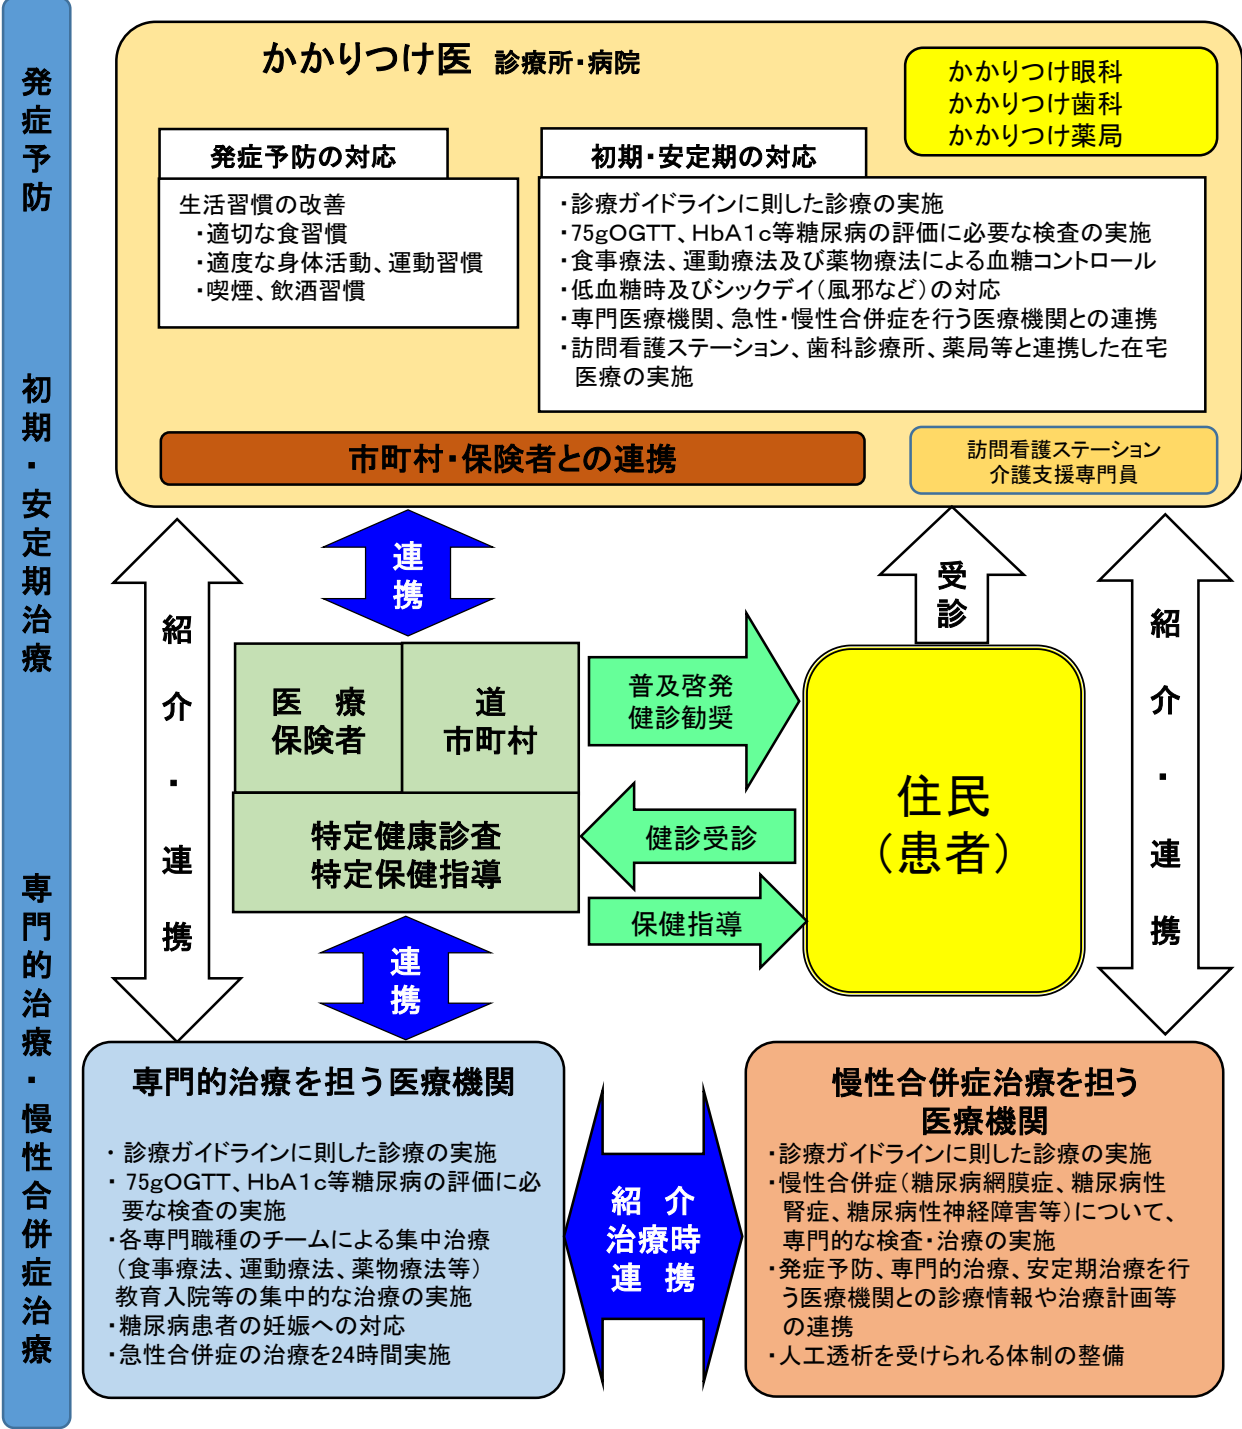 発症予防
初期・安定期治療
専門的治療・慢性合併症治療
かかりつけ医 診療所・病院
かかりつけ眼科
かかりつけ歯科
かかりつけ薬局
発症予防の対応
生活習慣の改善
・適切な食習慣
・適度な身体活動、運動習慣
・喫煙、飲酒習慣
初期・安定期の対応
・診療ガイドラインに則した診療の実施
・75gOGTT、HbA1c等糖尿病の評価に必要な検査の実施
・食事療法、運動療法及び薬物療法による血糖コントロール
・低血糖時及びシックデイ(風邪など)の対応
・専門医療機関、急性・慢性合併症を行う医療機関との連携
・訪問看護ステーション、歯科診療所、薬局等と連携した在宅
医療の実施
市町村・保険者との連携
訪問看護ステーション
介護支援専門員
紹介・連携
連携
受診
紹介・連携
医 療
保険者
道
市町村
特定健康診査
特定保健指導
普及啓発
健診勧奨
健診受診
保健指導
住民
(患者)
連携
専門的治療を担う医療機関
・ 診療ガイドラインに則した診療の実施
・ 75gOGTT、HbA1c等糖尿病の評価に必
要な検査の実施
・各専門職種のチームによる集中治療
(食事療法、運動療法、薬物療法等)
教育入院等の集中的な治療の実施
・糖尿病患者の妊娠への対応
・急性合併症の治療を24時間実施
紹 介
治療時
連 携
慢性合併症治療を担う
医療機関
・診療ガイドラインに則した診療の実施
・慢性合併症(糖尿病網膜症、糖尿病性
腎症、糖尿病性神経障害等)について、
専門的な検査・治療の実施
・発症予防、専門的治療、安定期治療を行
う医療機関との診療情報や治療計画等
の連携
・人工透析を受けられる体制の整備